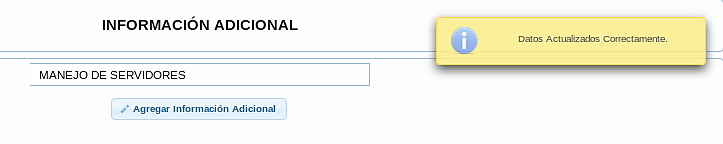 INFORMACIÓN ADICIONAL
Datos Actualizados Correctamente.
MANEJO DE SERVIDORES
Agregar Información Adicional